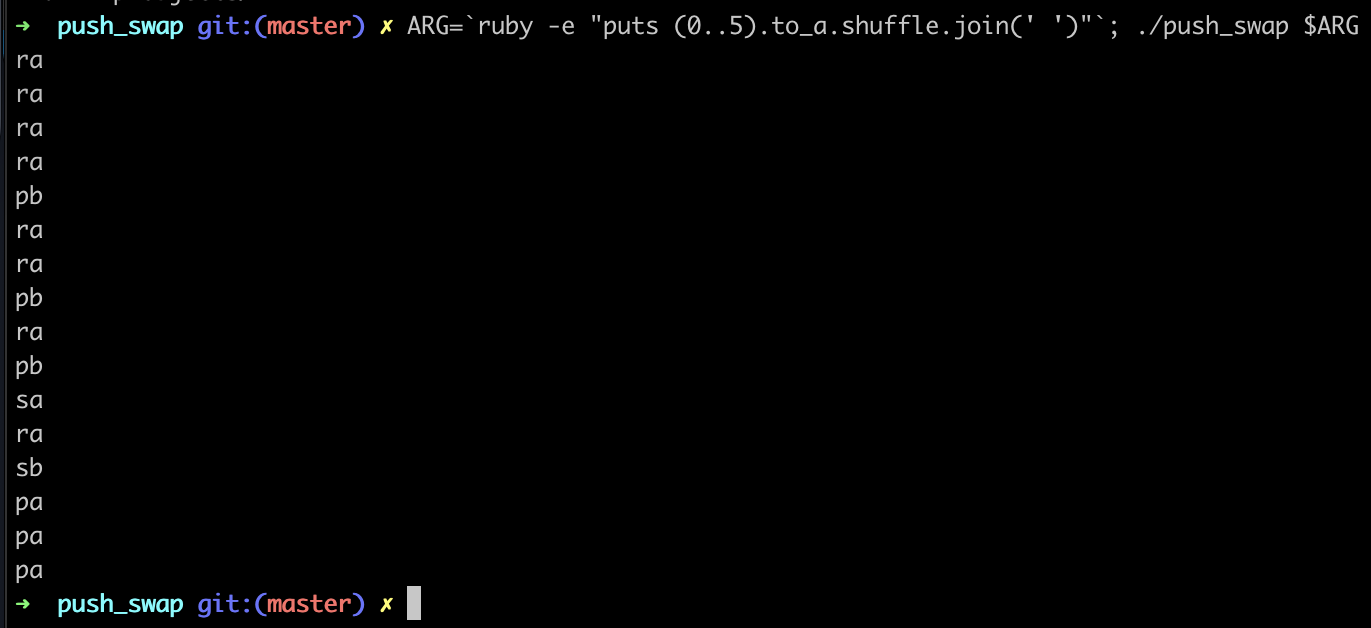 ➜ push_swap git:(master) ✗ ARG=`ruby -e "puts (0..5).to_a.shuffle.join(' ')"`; ./push_swap $ARG
ra
ra
ra
ra
pb
ra
ra
pb
ra
pb
sa
ra
sb
pa
pa
pa
➜ push_swap git:(master) ✗